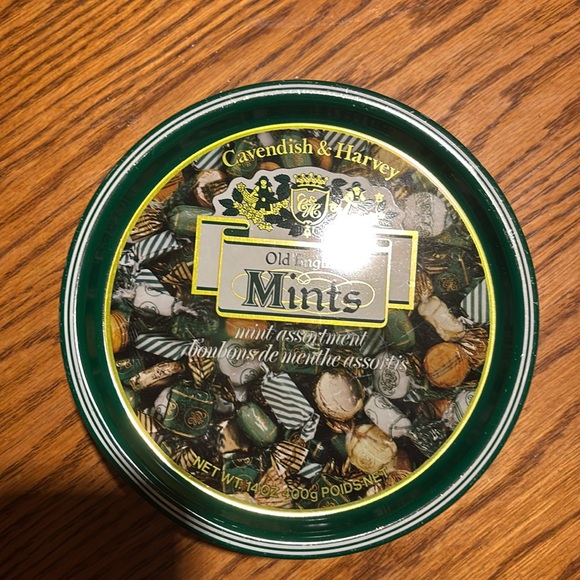 Cavendish & Harvey
C&H
Old
Mints
mint assortment
bonbons de menthe assortis
NET WT. 14 OZ. 400g POIDS NET